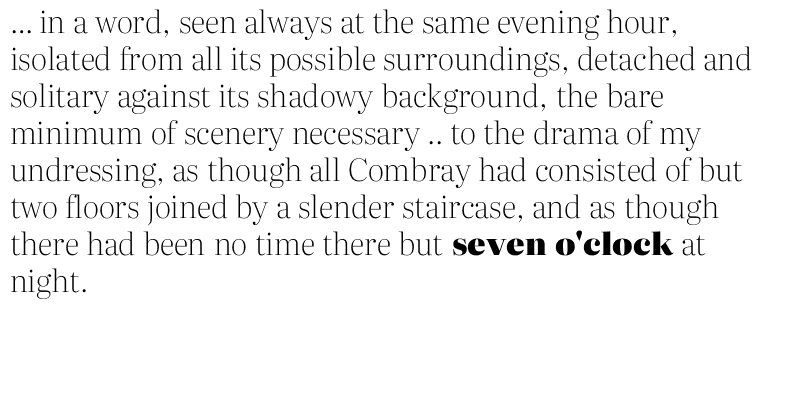 ... in a word, seen always at the same evening hour,
isolated from all its possible surroundings, detached and
solitary against its shadowy background, the bare
minimum of scenery necessary .. to the drama of my
undressing, as though all Combray had consisted of but
two floors joined by a slender staircase, and as though
there had been no time there but seven o'clock at
night.